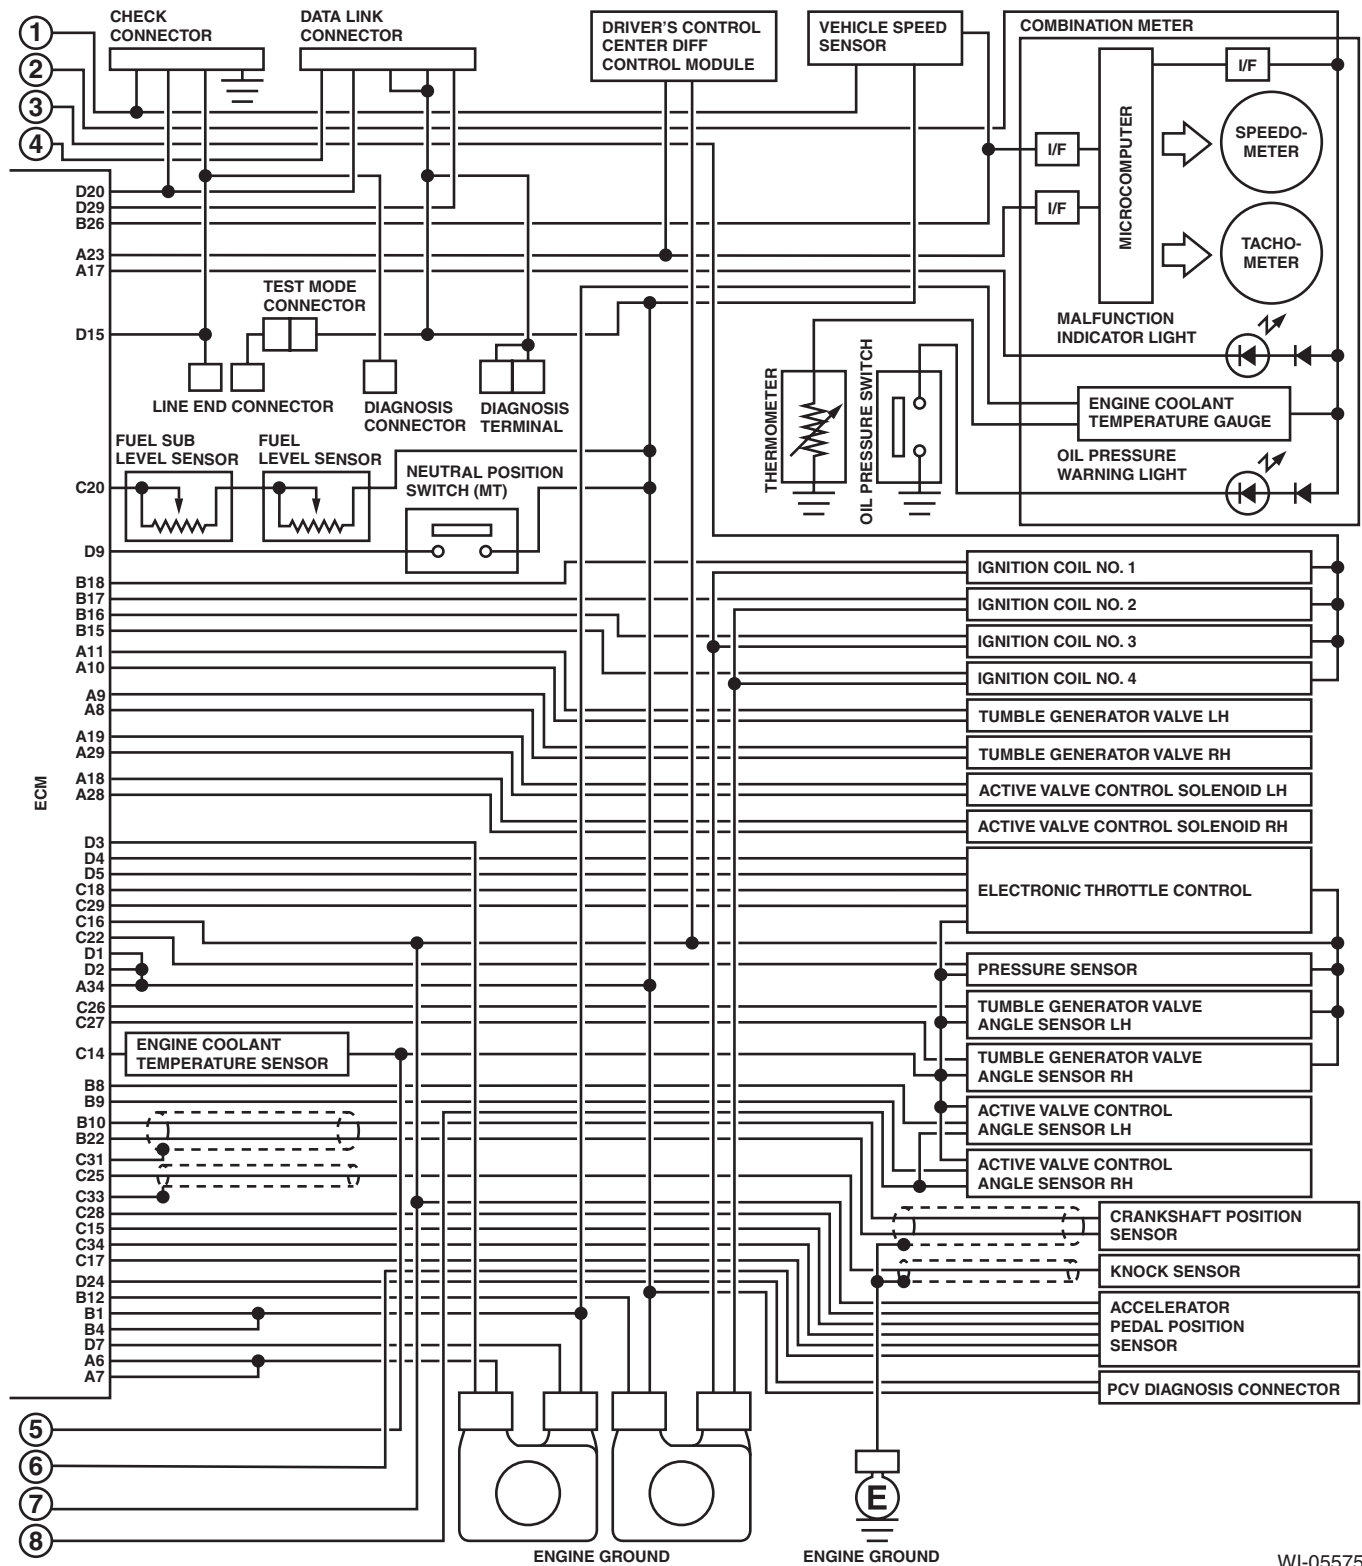 1
2
3
4
CHECK
CONNECTOR
DATA LINK
CONNECTOR
DRIVER'S CONTROL
CENTER DIFF
CONTROL MODULE
VEHICLE SPEED
SENSOR
COMBINATION METER
I/F
I/F
I/F
MICROCOMPUTER
SPEEDO-
METER
TACHO-
METER
MALFUNCTION
INDICATOR LIGHT
ENGINE COOLANT
TEMPERATURE GAUGE
OIL PRESSURE
WARNING LIGHT
THERMOMETER
OIL PRESSURE SWITCH
TEST MODE
CONNECTOR
LINE END CONNECTOR
DIAGNOSIS
CONNECTOR
DIAGNOSIS
TERMINAL
FUEL SUB
LEVEL SENSOR
FUEL
LEVEL SENSOR
NEUTRAL POSITION
SWITCH (MT)
ECM
D20
D29
B26
A23
A17
D15
C20
D9
B18
B17
B16
B15
A11
A10
A9
A8
A19
A29
A18
A28
D3
D4
D5
C18
C29
C16
C22
D1
D2
A34
C26
C27
C14
B8
B9
B10
B22
C31
C25
C33
C28
C15
C34
C17
D24
B12
B1
B4
D7
A6
A7
ENGINE COOLANT
TEMPERATURE SENSOR
IGNITION COIL NO. 1
IGNITION COIL NO. 2
IGNITION COIL NO. 3
IGNITION COIL NO. 4
TUMBLE GENERATOR VALVE LH
TUMBLE GENERATOR VALVE RH
ACTIVE VALVE CONTROL SOLENOID LH
ACTIVE VALVE CONTROL SOLENOID RH
ELECTRONIC THROTTLE CONTROL
PRESSURE SENSOR
TUMBLE GENERATOR VALVE
ANGLE SENSOR LH
TUMBLE GENERATOR VALVE
ANGLE SENSOR RH
ACTIVE VALVE CONTROL
ANGLE SENSOR LH
ACTIVE VALVE CONTROL
ANGLE SENSOR RH
CRANKSHAFT POSITION
SENSOR
KNOCK SENSOR
ACCELERATOR
PEDAL POSITION
SENSOR
PCV DIAGNOSIS CONNECTOR
5
6
7
8
E
ENGINE GROUND
ENGINE GROUND
WI-05575